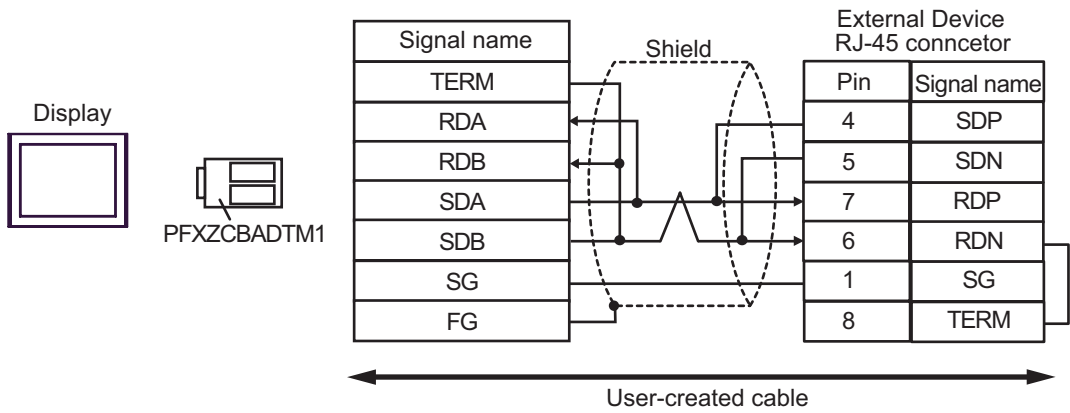 Display
PFXZCBADTM1
Signal name
TERM
RDA
RDB
SDA
SDB
SG
FG
Shield
External Device
RJ-45 conncetor
Pin Signal name
4 SDP
5 SDN
7 RDP
6 RDN
1 SG
8 TERM
User-created cable